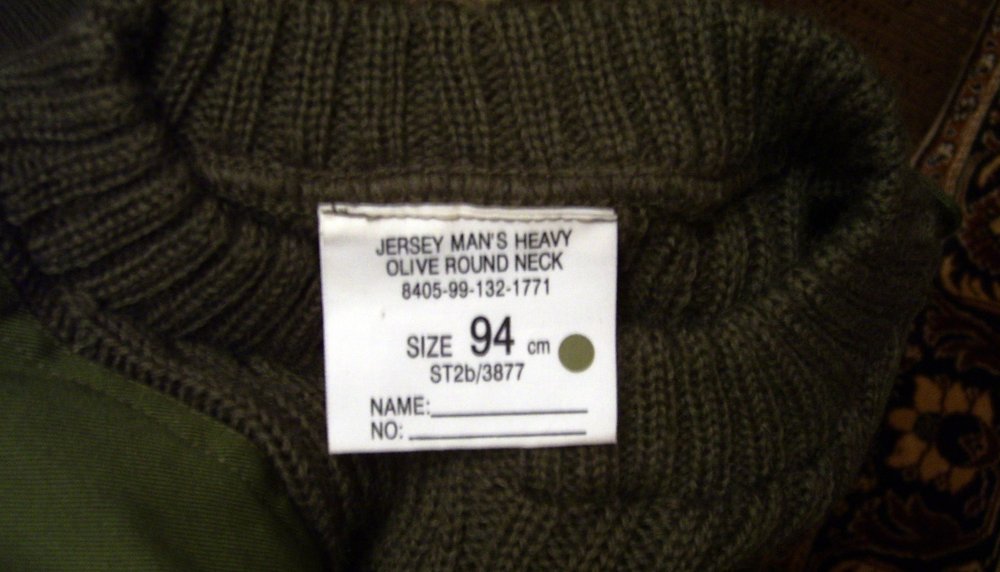 JERSEY MAN'S HEAVY
OLIVE ROUND NECK
8405-99-132-1771
SIZE 94 cm
ST2b/3877
NAME:
NO: